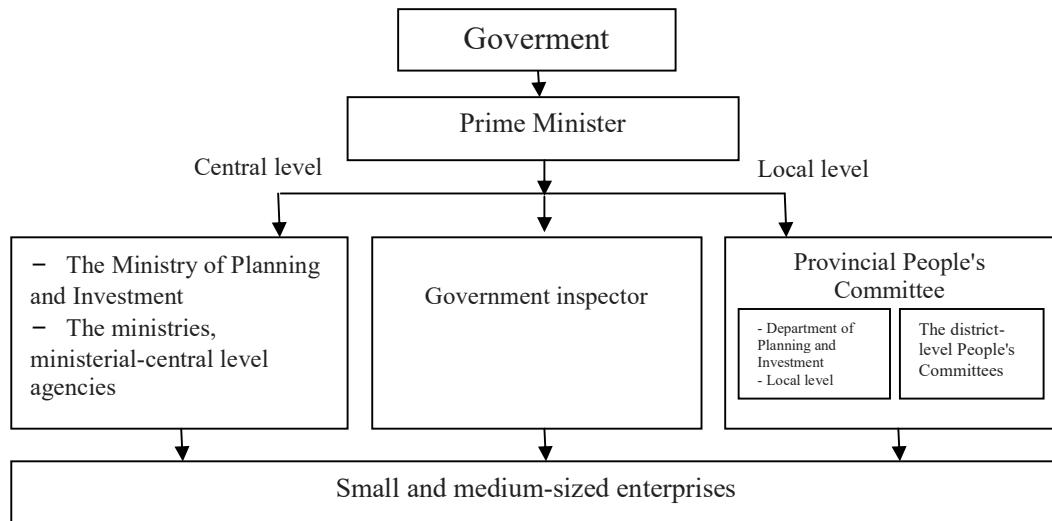 Goverment
Prime Minister
Central level
Local level
− The Ministry of Planning
and Investment
− The ministries,
ministerial-central level
agencies
Government inspector
Provincial People's
Committee
- Department of
Planning and
Investment
- Local level
The district-
level People's
Committees
Small and medium-sized enterprises